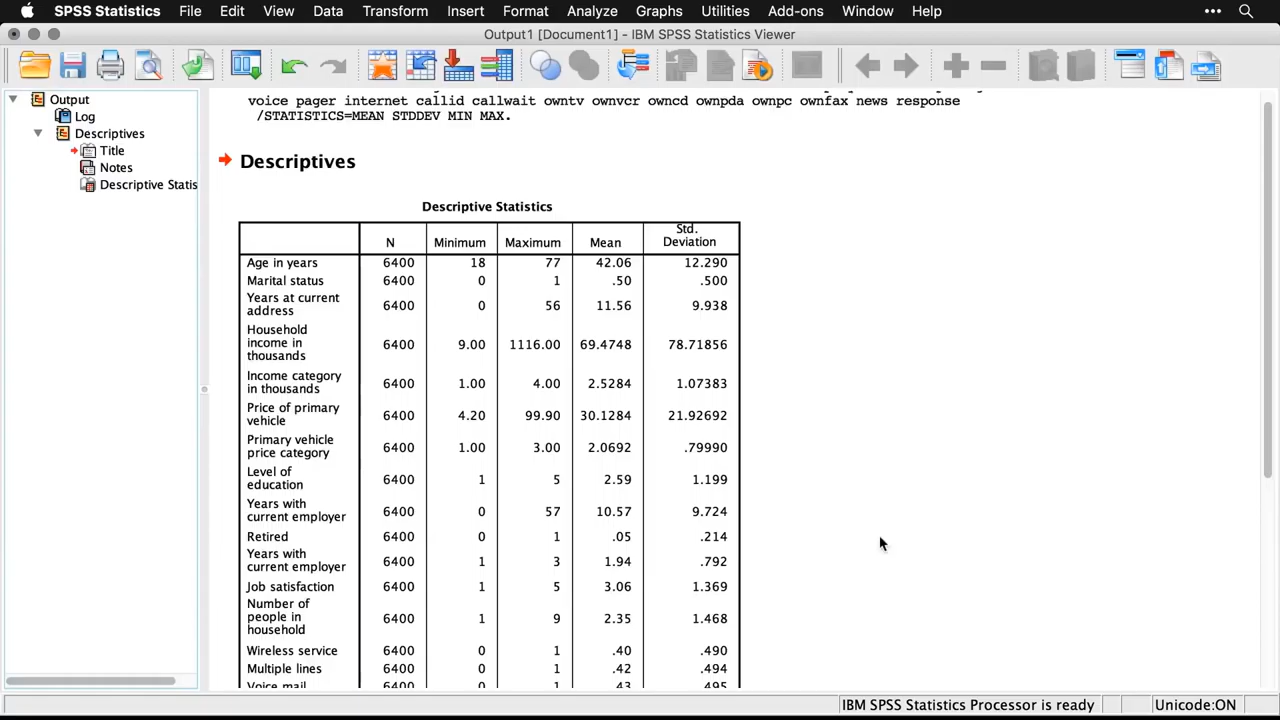 SPSS Statistics File Edit View Data Transform Insert Format Analyze Graphs Utilities Add-ons Window Help
Output1 [Document1] - IBM SPSS Statistics Viewer
Output
Log
Descriptives
Title
Notes
Descriptive Statis
voice pager internet callid callwait owntv ownvcr owncd ownpda ownpc ownfax news response
/STATISTICS=MEAN STDDEV MIN MAX.
Descriptives
Descriptive Statistics
N Minimum Maximum Mean Std. Deviation
Age in years 6400 18 77 42.06 12.290
Marital status 6400 0 1 .50 .500
Years at current
address 6400 0 56 11.56 9.938
Household
income in
thousands 6400 9.00 1116.00 69.4748 78.71856
Income category
in thousands 6400 1.00 4.00 2.5284 1.07383
Price of primary
vehicle 6400 4.20 99.90 30.1284 21.92692
Primary vehicle
price category 6400 1.00 3.00 2.0692 .79990
Level of
education 6400 1 5 2.59 1.199
Years with
current employer 6400 0 57 10.57 9.724
Retired 6400 0 1 .05 .214
Years with
current employer 6400 1 3 1.94 .792
Job satisfaction 6400 1 5 3.06 1.369
Number of
people in
household 6400 1 9 2.35 1.468
Wireless service 6400 0 1 .40 .490
Multiple lines 6400 0 1 .42 .494
Voice mail 6400 0 1 .43 .495
IBM SPSS Statistics Processor is ready Unicode:ON